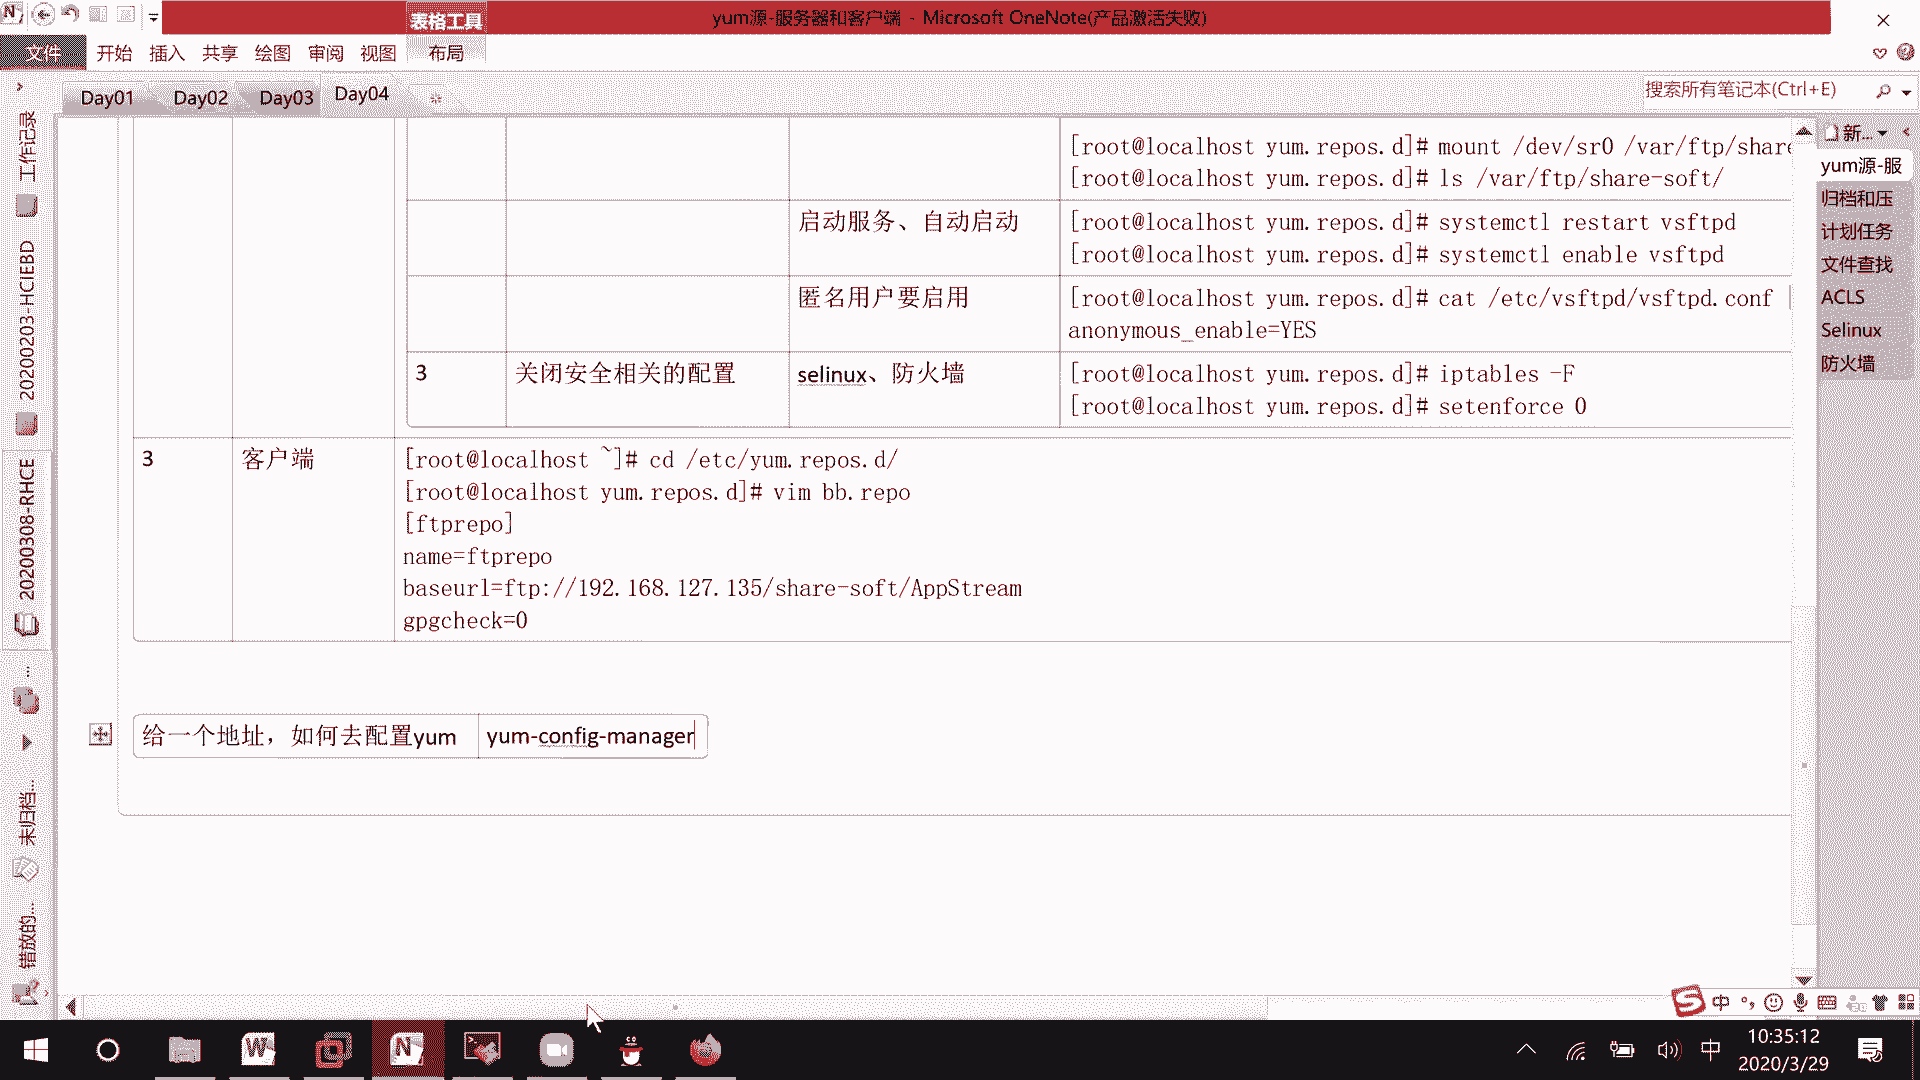 yum源-服务器和客户端 - Microsoft OneNote(产品激活失败)
表格工具
文件 开始 插入 共享 绘图 审阅 视图 布局
Day01 Day02 Day03 Day04
搜索所有笔记本(Ctrl+E)
工作记录
20200203-HCIEBD
20200308-RHCE
...
未归档...
错放的...
新...
yum源-服
归档和压
计划任务
文件查找
ACLS
Selinux
防火墙
[root@localhost yum.repos.d]# mount /dev/sr0 /var/ftp/share
[root@localhost yum.repos.d]# ls /var/ftp/share-soft/
启动服务、自动启动
[root@localhost yum.repos.d]# systemctl restart vsftpd
[root@localhost yum.repos.d]# systemctl enable vsftpd
匿名用户要启用
[root@localhost yum.repos.d]# cat /etc/vsftpd/vsftpd.conf |
anonymous_enable=YES
3 关闭安全相关的配置 selinux、防火墙
[root@localhost yum.repos.d]# iptables -F
[root@localhost yum.repos.d]# setenforce 0
3 客户端
[root@localhost ~]# cd /etc/yum.repos.d/
[root@localhost yum.repos.d]# vim bb.repo
[ftprepo]
name=ftprepo
baseurl=ftp://192.168.127.135/share-soft/AppStream
gpgcheck=0
给一个地址，如何去配置yum yum-config-manager
中
中 10:35:12
2020/3/29